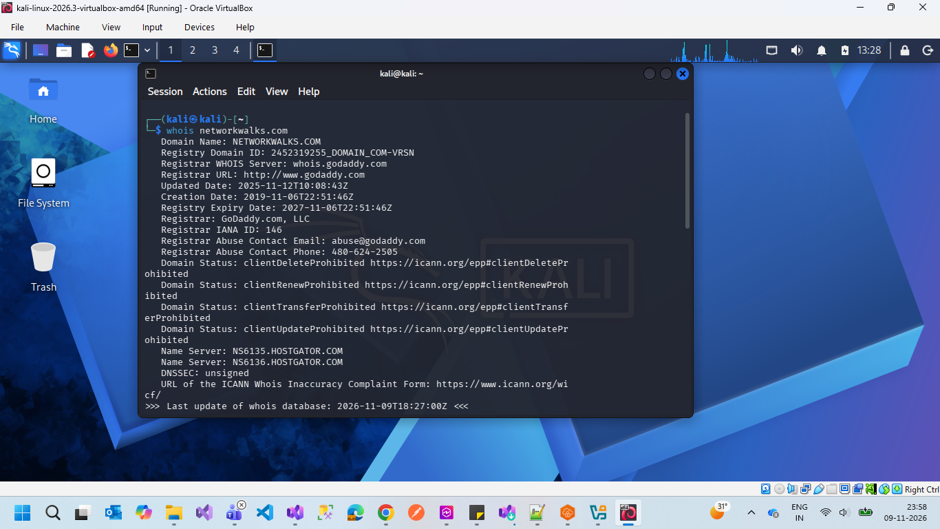 kali-linux-2026.3-virtualbox-amd64 [Running] - Oracle VirtualBox
File Machine View Input Devices Help
1 2 3 4
13:28
kali@kali: ~
Session Actions Edit View Help
Home
File System
Trash
┌──(kali㉿kali)-[~]
└─$ whois networkwalks.com
Domain Name: NETWORKWALKS.COM
Registry Domain ID: 2452319255_DOMAIN_COM-VRSN
Registrar WHOIS Server: whois.godaddy.com
Registrar URL: http://www.godaddy.com
Updated Date: 2025-11-12T10:08:43Z
Creation Date: 2019-11-06T22:51:46Z
Registry Expiry Date: 2027-11-06T22:51:46Z
Registrar: GoDaddy.com, LLC
Registrar IANA ID: 146
Registrar Abuse Contact Email: abuse@godaddy.com
Registrar Abuse Contact Phone: 480-624-2505
Domain Status: clientDeleteProhibited https://icann.org/epp#clientDeletePr
ohibited
Domain Status: clientRenewProhibited https://icann.org/epp#clientRenewProh
ibited
Domain Status: clientTransferProhibited https://icann.org/epp#clientTransf
erProhibited
Domain Status: clientUpdateProhibited https://icann.org/epp#clientUpdatePr
ohibited
Name Server: NS6135.HOSTGATOR.COM
Name Server: NS6136.HOSTGATOR.COM
DNSSEC: unsigned
URL of the ICANN Whois Inaccuracy Complaint Form: https://www.icann.org/wi
cf/
>>> Last update of whois database: 2026-11-09T18:27:00Z <<<
KALI
Right Ctrl
31°
ENG
IN
23:58
09-11-2026